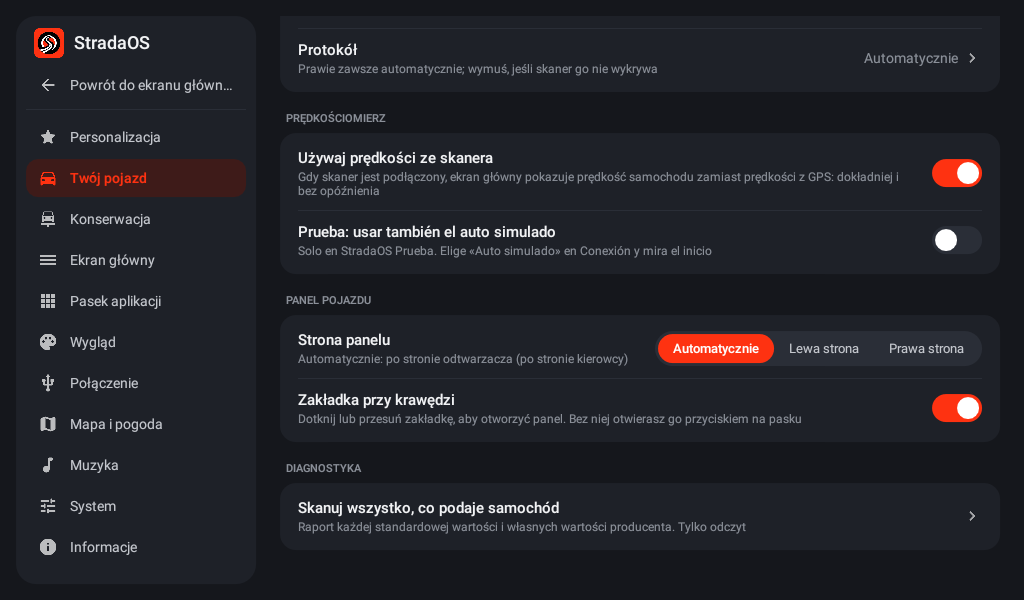 StradaOS
Powrót do ekranu główn...
Personalizacja
Twój pojazd
Konserwacja
Ekran główny
Pasek aplikacji
Wygląd
Połączenie
Mapa i pogoda
Muzyka
System
Informacje
Protokół
Prawie zawsze automatycznie; wymuś, jeśli skaner go nie wykrywa
Automatycznie
PRĘDKOŚCIOMIERZ
Używaj prędkości ze skanera
Gdy skaner jest podłączony, ekran główny pokazuje prędkość samochodu zamiast prędkości z GPS: dokładniej i
bez opóźnienia
Prueba: usar también el auto simulado
Solo en StradaOS Prueba. Elige «Auto simulado» en Conexión y mira el inicio
PANEL POJAZDU
Strona panelu
Automatycznie: po stronie odtwarzacza (po stronie kierowcy)
Automatycznie
Lewa strona
Prawa strona
Zakładka przy krawędzi
Dotknij lub przesuń zakładkę, aby otworzyć panel. Bez niej otwierasz go przyciskiem na pasku
DIAGNOSTYKA
Skanuj wszystko, co podaje samochód
Raport każdej standardowej wartości i własnych wartości producenta. Tylko odczyt